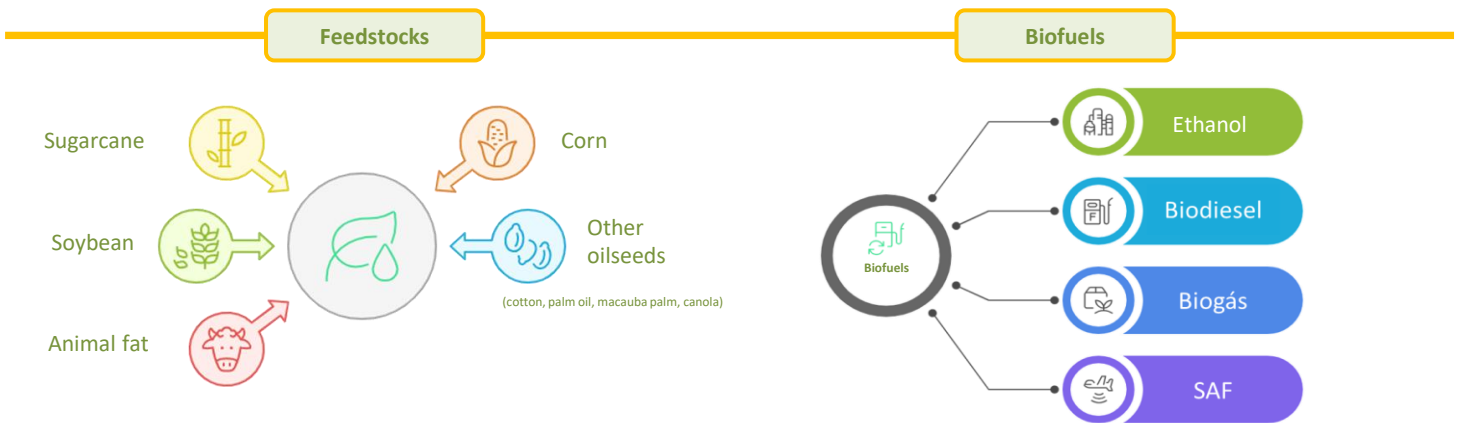 Feedstocks
Sugarcane
Corn
Soybean
Other
oilseeds
(cotton, palm oil, macauba palm, canola)
Animal fat
Biofuels
Biofuels
Ethanol
Biodiesel
F
Biogás
SAF